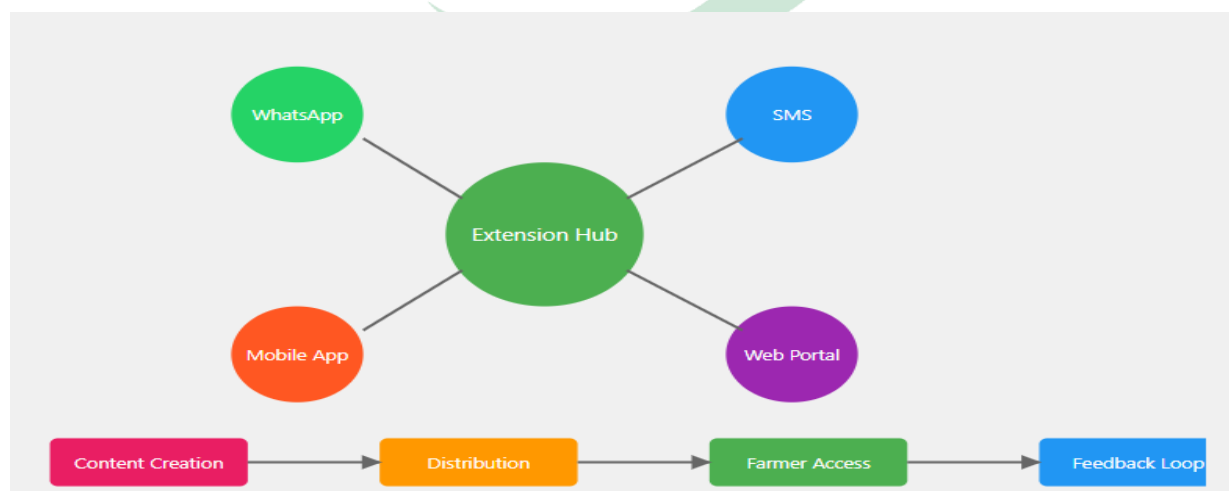 WhatsApp
SMS
Extension Hub
Mobile App
Web Portal
Content Creation
Distribution
Farmer Access
Feedback Loop